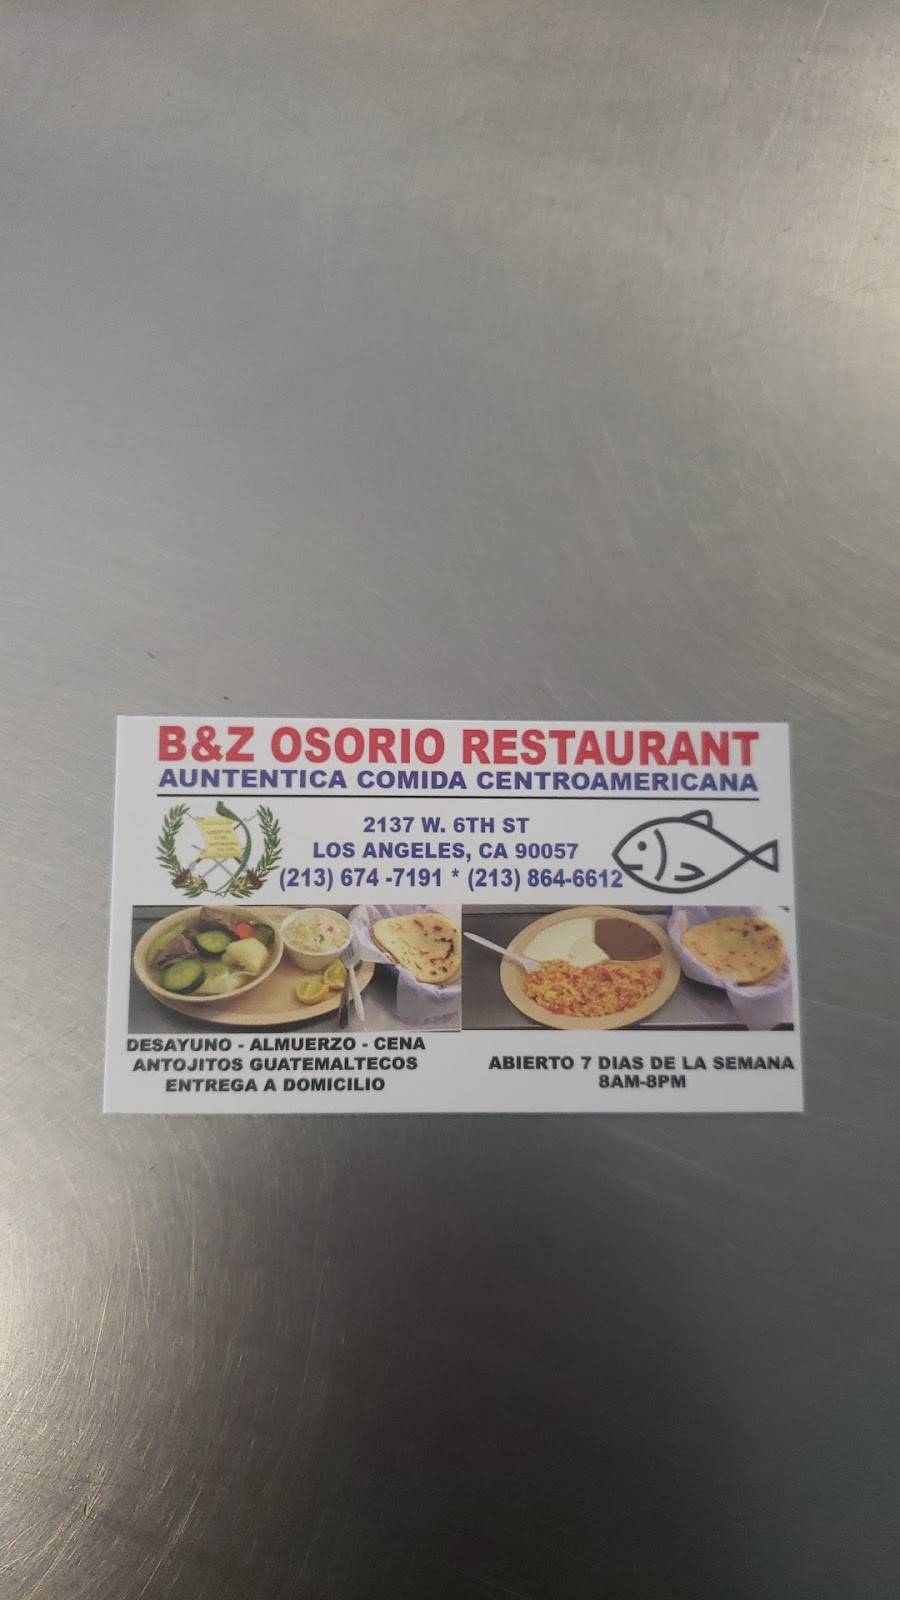 B&Z OSORIO RESTAURANT
AUNTENTICA COMIDA CENTROAMERICANA
2137 W. 6TH ST
LOS ANGELES, CA 90057
(213) 674 -7191 * (213) 864-6612
DESAYUNO - ALMUERZO - CENA
ANTOJITOS GUATEMALTECOS
ENTREGA A DOMICILIO
ABIERTO 7 DIAS DE LA SEMANA
8AM-8PM